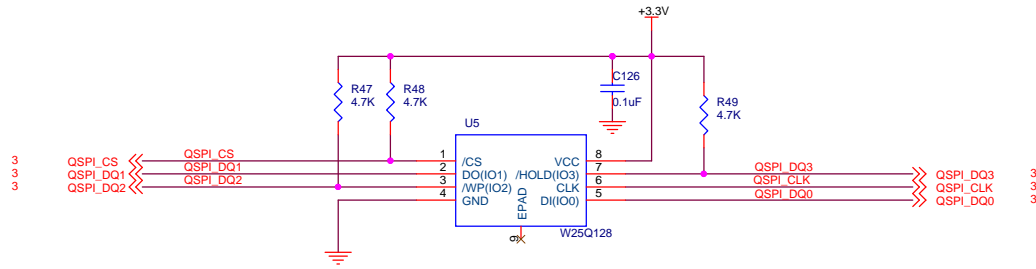 +3.3V
R47
4.7K
R48
4.7K
C126
0.1uF
R49
4.7K
U5
3 QSPI_CS QSPI_CS 1 /CS VCC 8
3 QSPI_DQ1 QSPI_DQ1 2 DO(IO1) /HOLD(IO3) 7 QSPI_DQ3 QSPI_DQ3 3
3 QSPI_DQ2 QSPI_DQ2 3 /WP(IO2) CLK 6 QSPI_CLK QSPI_CLK 3
4 GND DI(IO0) 5 QSPI_DQ0 QSPI_DQ0 3
EPAD
9
W25Q128